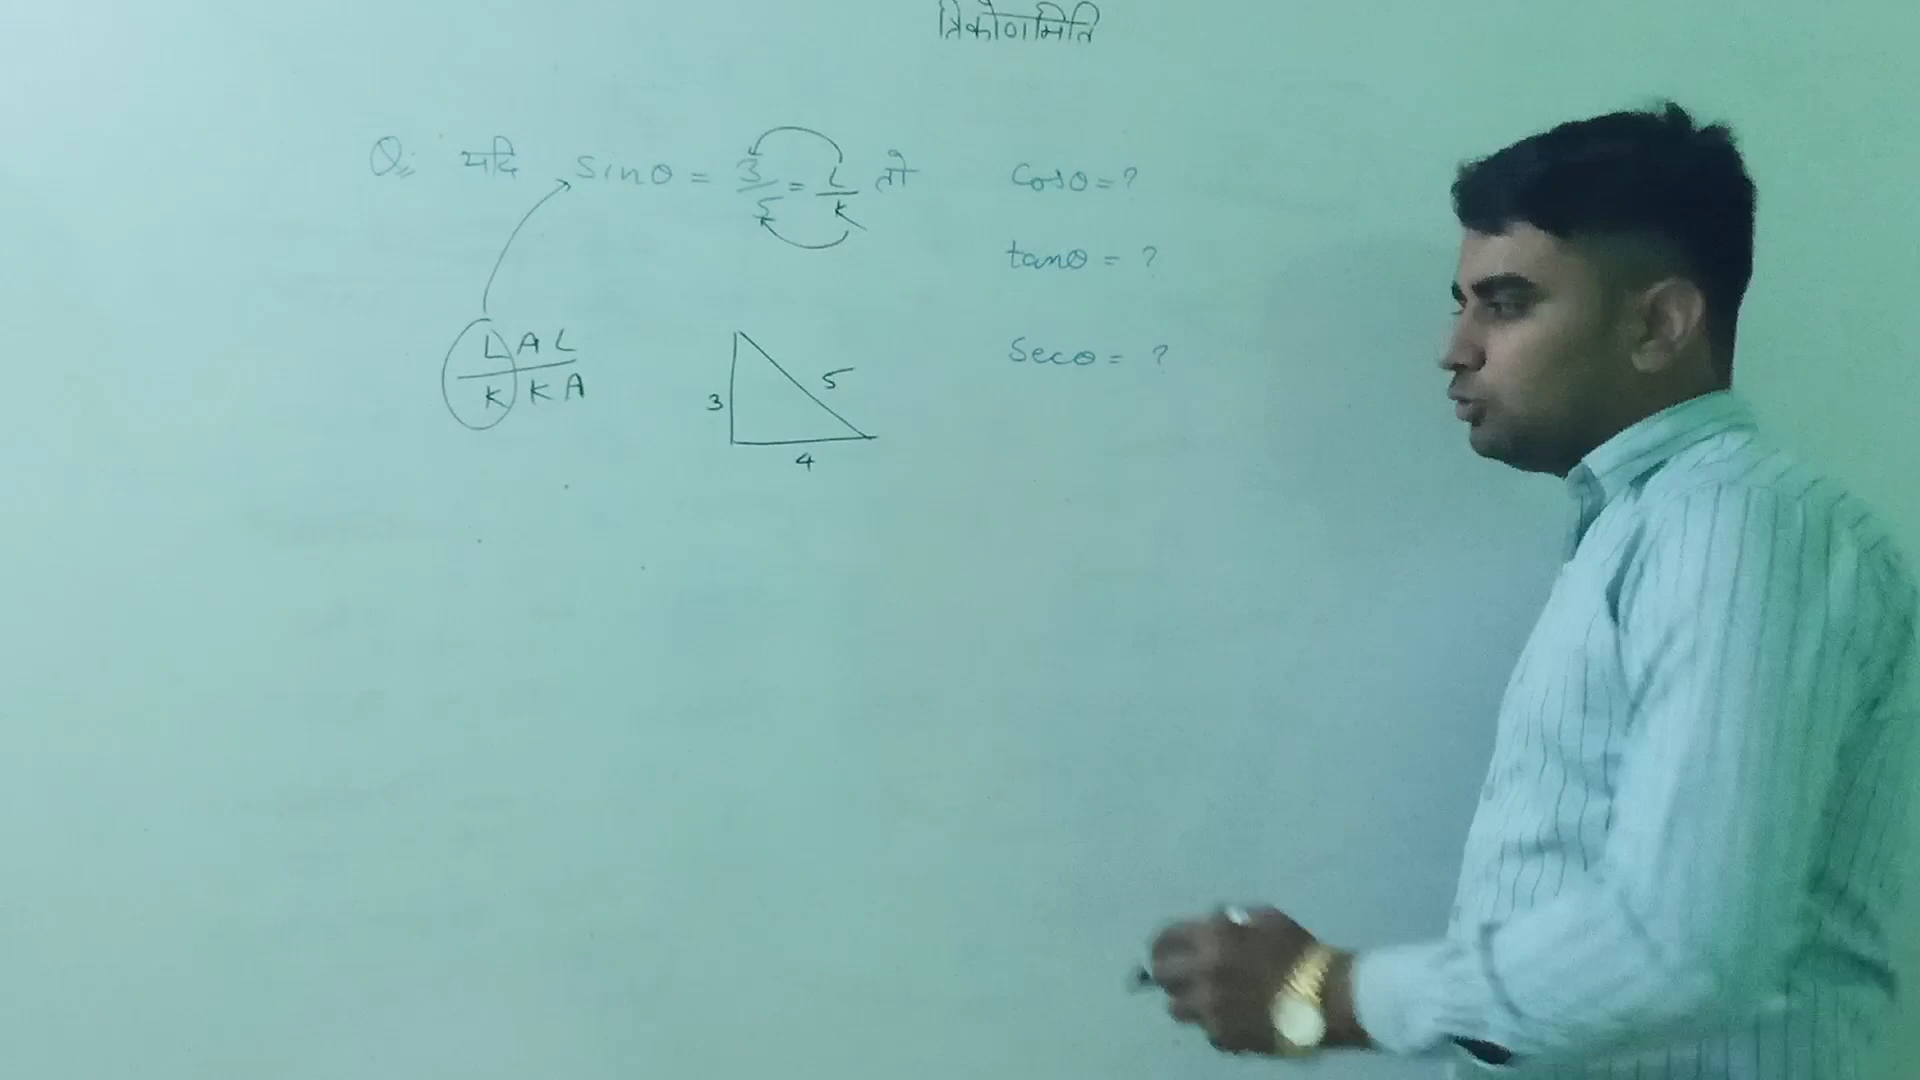 त्रिकोणमिति
Q: यदि sinθ = 3/5 = L/K तो cosθ = ?
tanθ = ?
secθ = ?
L A L
K K A
3
5
4